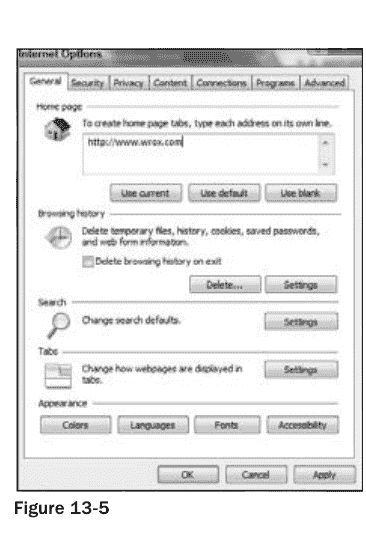 Internet Options
General Security Privacy Content Connections Programs Advanced
Home page
To create home page tabs, type each address on its own line.
http://www.wrox.com
Use current Use default Use blank
Browsing history
Delete temporary files, history, cookies, saved passwords,
and web form information.
Delete browsing history on exit
Delete... Settings
Search
Change search defaults.
Settings
Tabs
Change how webpages are displayed in
tabs.
Settings
Appearance
Colors Languages Fonts Accessibility
OK Cancel Apply
Figure 13-5